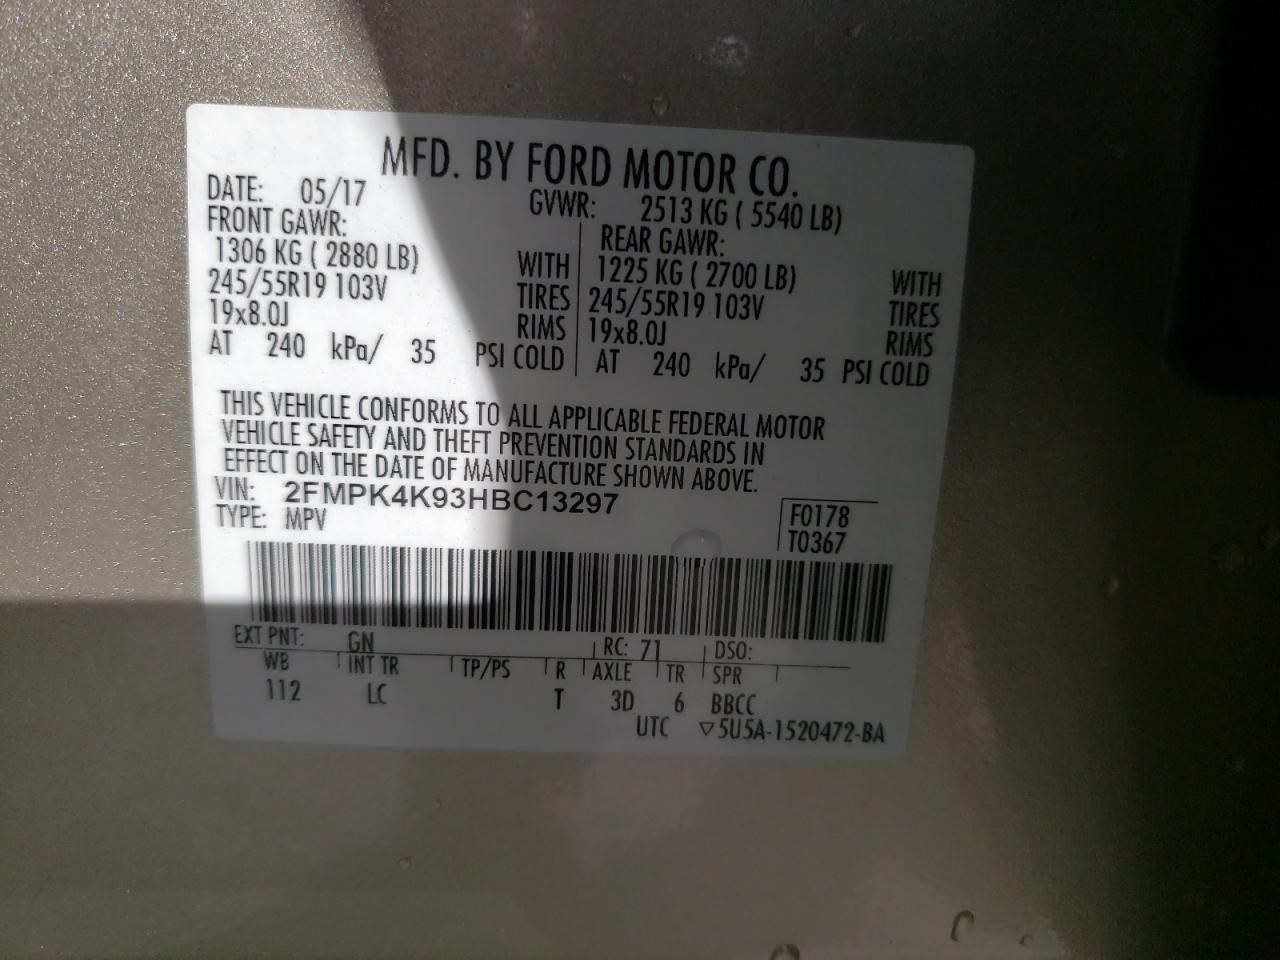 MFD. BY FORD MOTOR CO.
DATE: 05/17 GVWR: 2513 KG ( 5540 LB)
FRONT GAWR: REAR GAWR:
1306 KG ( 2880 LB) WITH 1225 KG ( 2700 LB) WITH
245/55R19 103V TIRES 245/55R19 103V TIRES
19x8.0J RIMS 19x8.0J RIMS
AT 240 kPa/ 35 PSI COLD AT 240 kPa/ 35 PSI COLD
THIS VEHICLE CONFORMS TO ALL APPLICABLE FEDERAL MOTOR
VEHICLE SAFETY AND THEFT PREVENTION STANDARDS IN
EFFECT ON THE DATE OF MANUFACTURE SHOWN ABOVE.
VIN: 2FMPK4K93HBC13297
TYPE: MPV F0178
T0367
EXT PNT: GN RC: 71 DSO:
WB INT TR TP/PS R AXLE TR SPR
112 LC T 3D 6 BBCC
UTC ▽5U5A-1520472-BA